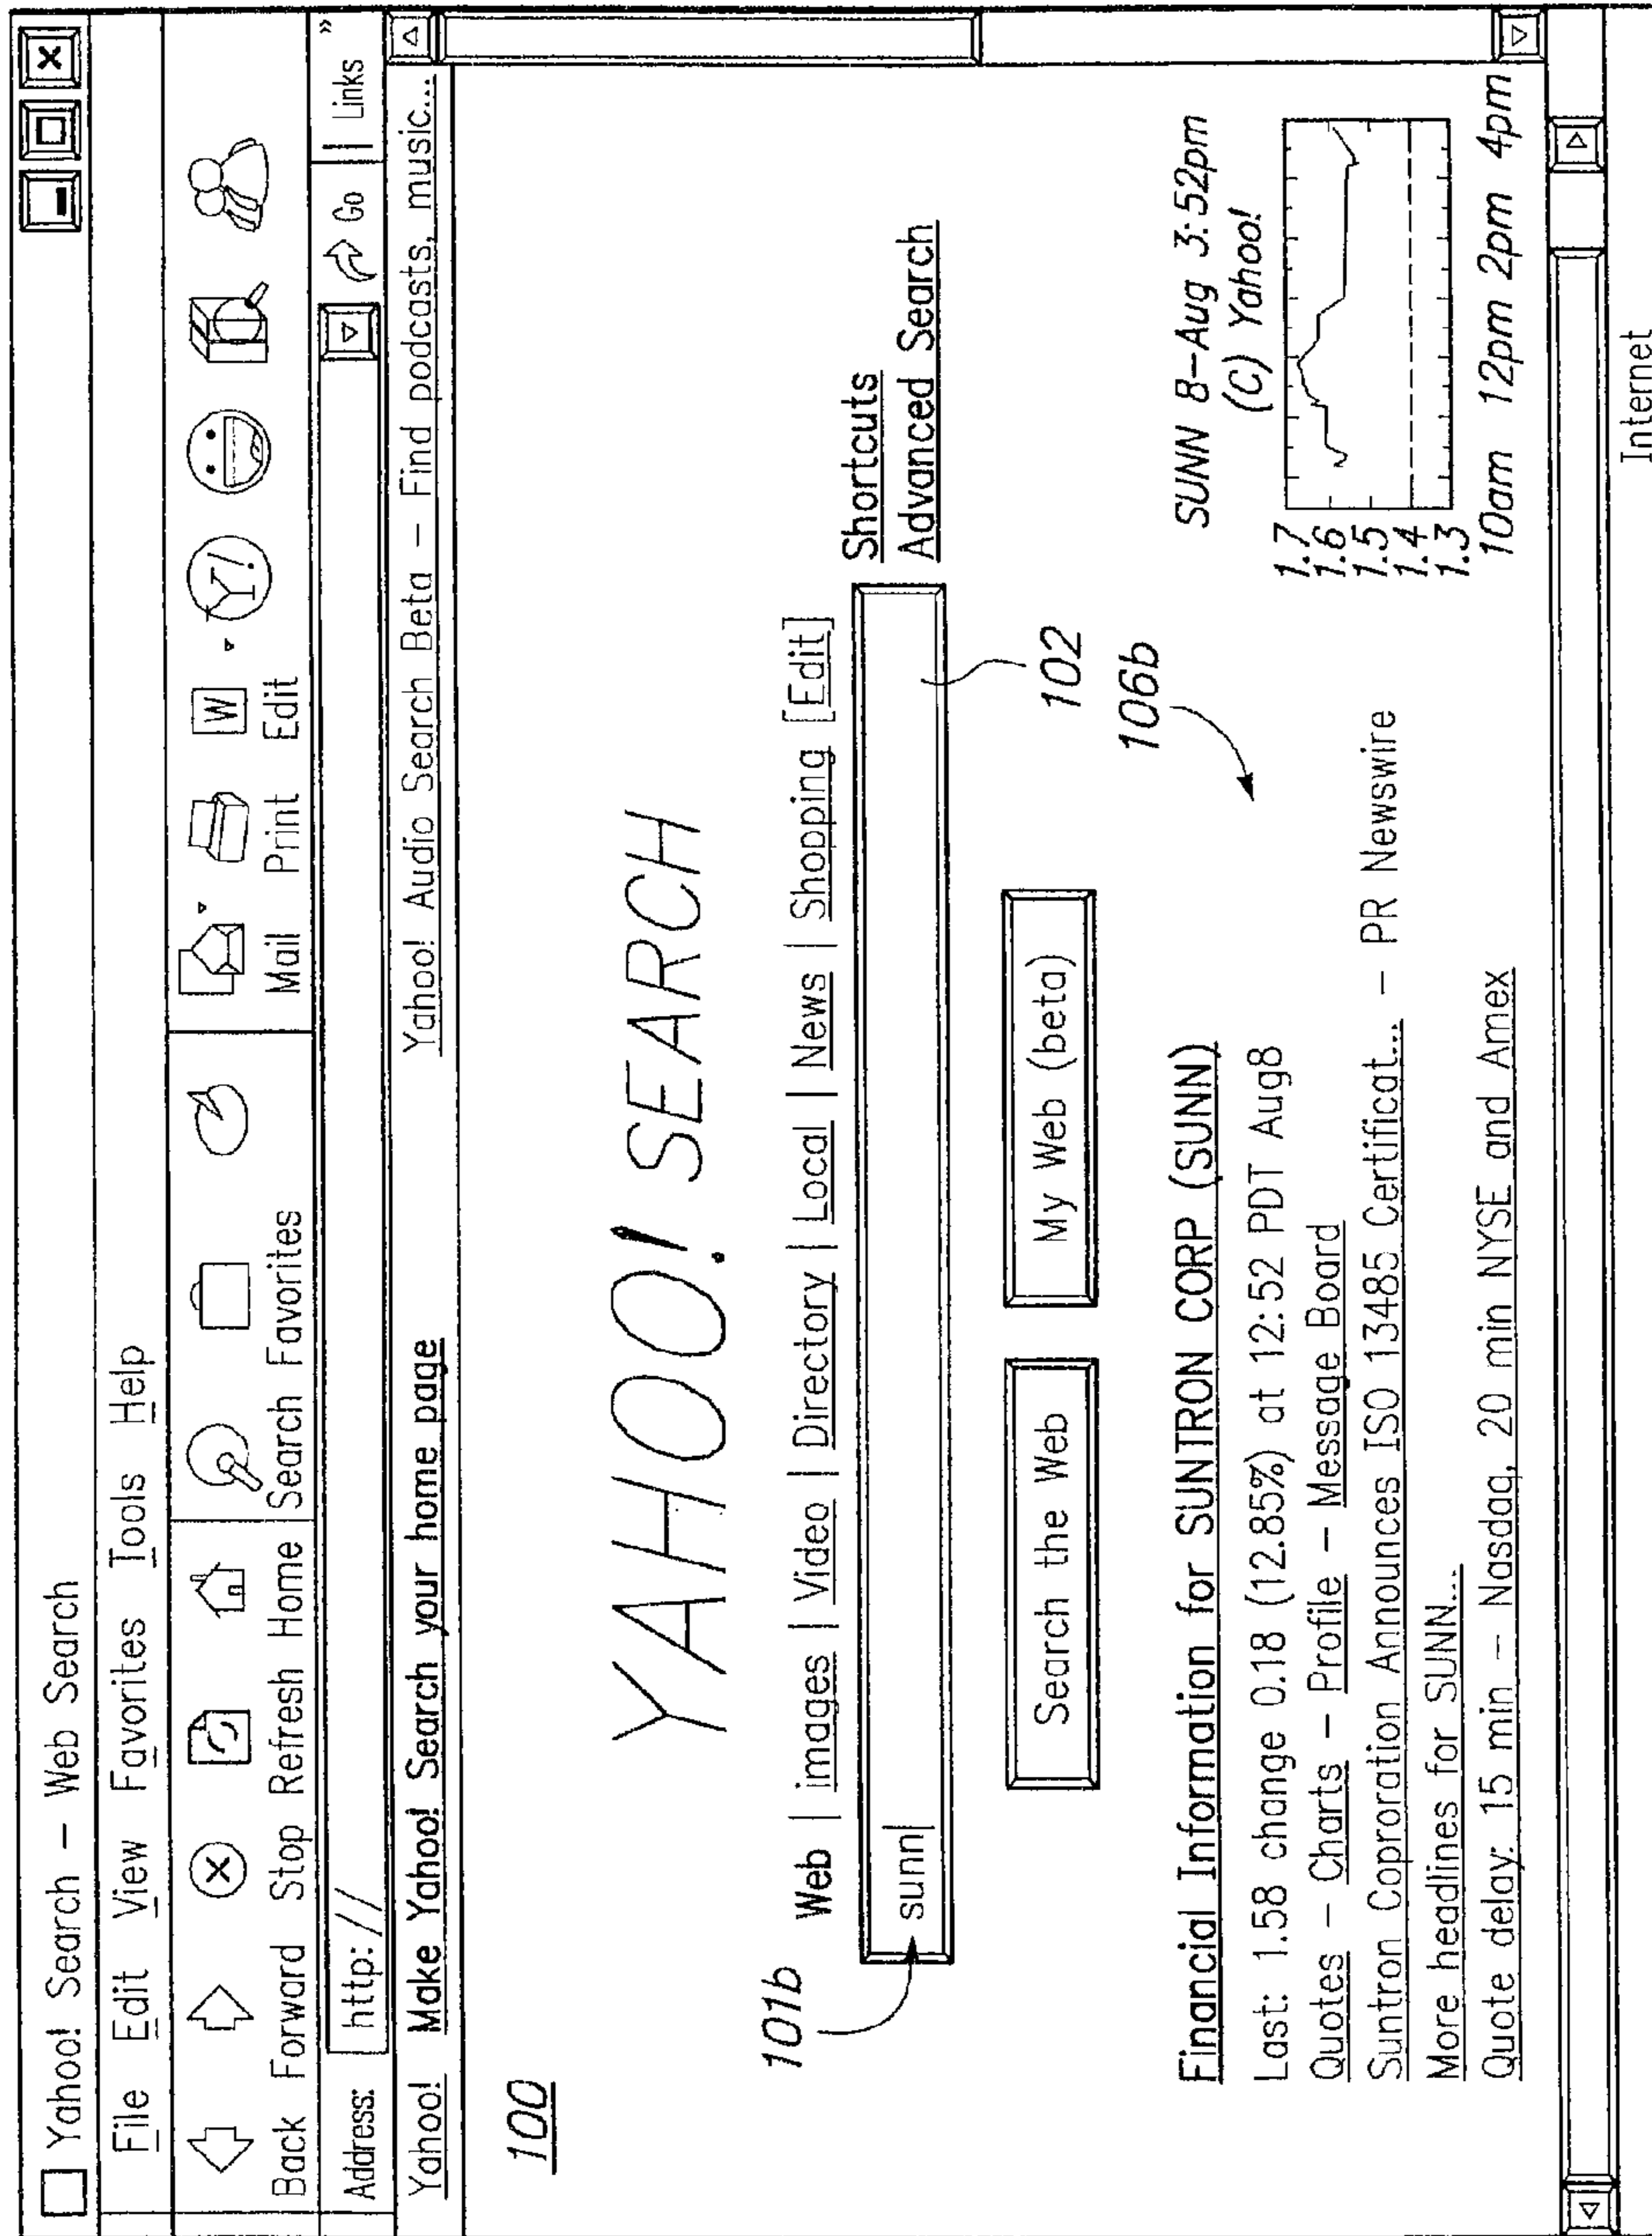 Yahoo! Search – Web Search
File Edit View Favorites Tools Help
Y! W
Back Forward Stop Refresh Home Search Favorites Mail Print Edit
Address: http:// Go Links »
Yahoo! Make Yahoo! Search your home page Yahoo! Audio Search Beta – Find podcasts, music...
100
YAHOO! SEARCH
101b
Web | images | Video | Directory | Local | News | Shopping [Edit]
sunn
Shortcuts
Advanced Search
102
Search the Web My Web (beta)
106b
Financial Information for SUNTRON CORP (SUNN)
Last: 1.58 change 0.18 (12.85%) at 12:52 PDT Aug8
Quotes – Charts – Profile – Message Board
Suntron Coproration Announces ISO 13485 Certificat... – PR Newswire
More headlines for SUNN...
Quote delay: 15 min – Nasdaq, 20 min NYSE and Amex
SUNN 8-Aug 3:52pm
(C) Yahoo!
1.7
1.6
1.5
1.4
1.3
10am 12pm 2pm 4pm
Internet